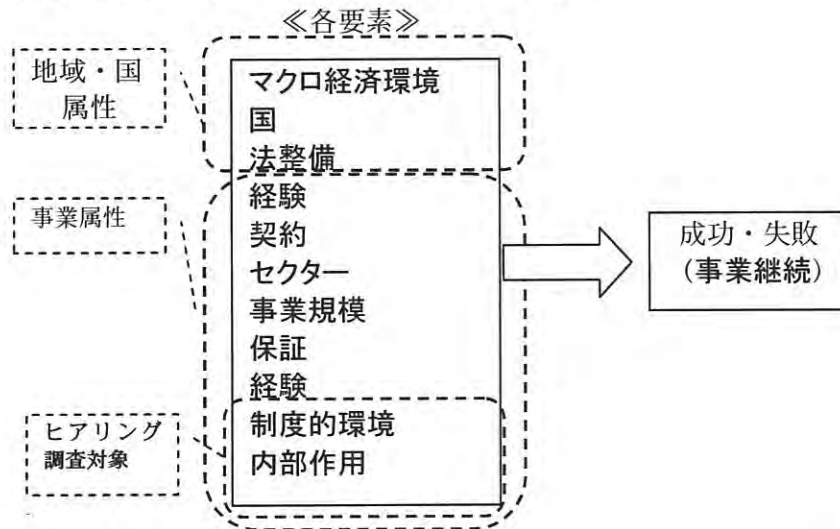 ≪各要素≫
地域・国
属性
マクロ経済環境
国
法整備
事業属性
経験
契約
セクター
事業規模
保証
経験
ヒアリング
調査対象
制度的環境
内部作用
成功・失敗
(事業継続)